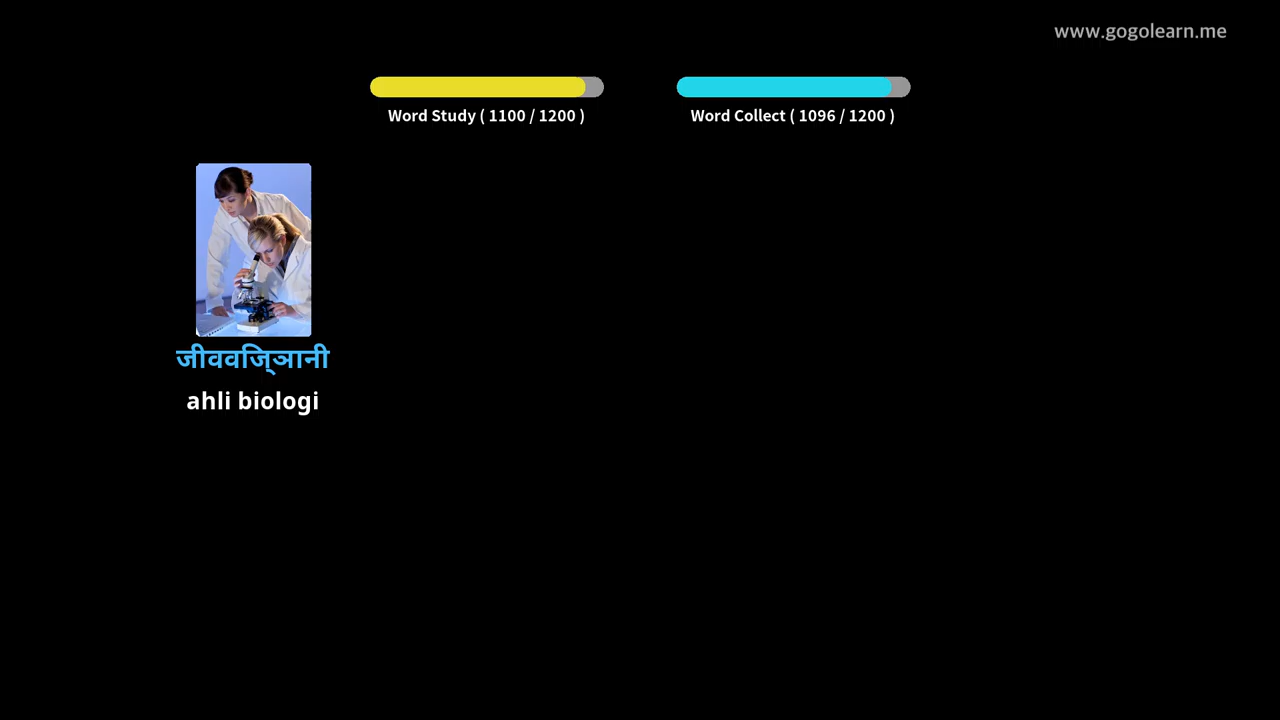 www.gogolearn.me
Word Study ( 1100 / 1200 )
Word Collect ( 1096 / 1200 )
जीववजि्ञानी
ahli biologi